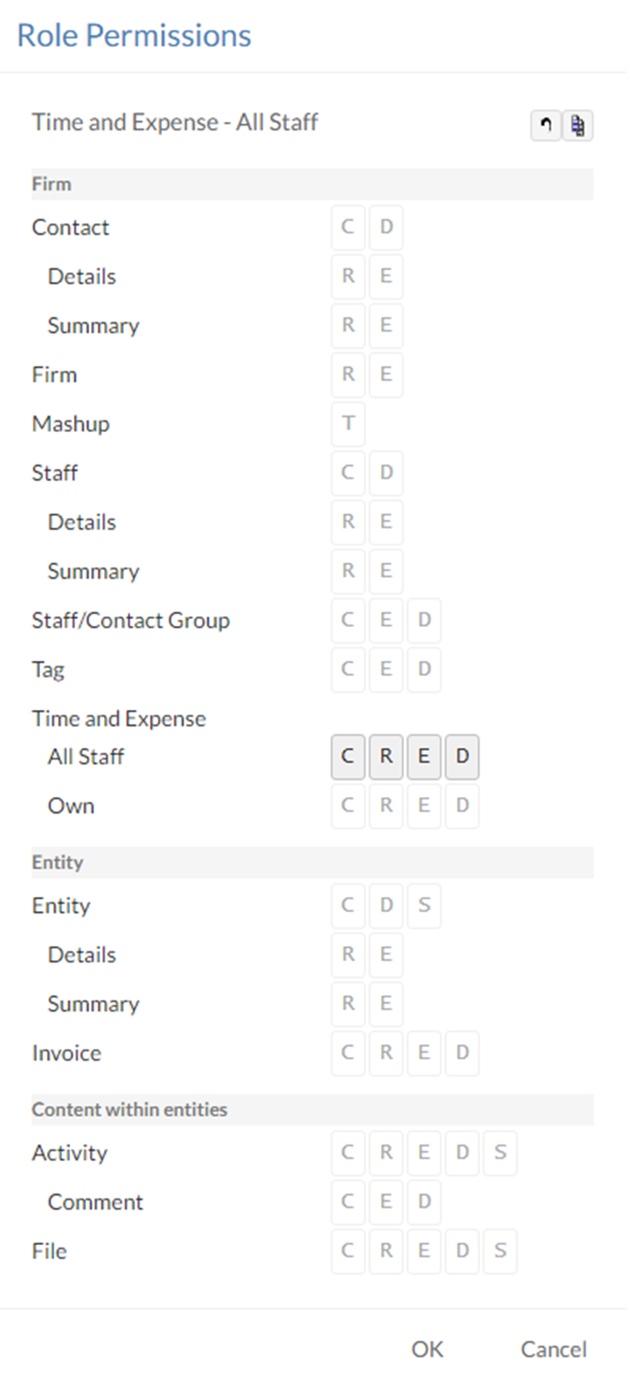 Role Permissions
Time and Expense - All Staff
Firm
Contact C D
Details R E
Summary R E
Firm R E
Mashup T
Staff C D
Details R E
Summary R E
Staff/Contact Group C E D
Tag C E D
Time and Expense
All Staff C R E D
Own C R E D
Entity
Entity C D S
Details R E
Summary R E
Invoice C R E D
Content within entities
Activity C R E D S
Comment C E D
File C R E D S
OK Cancel